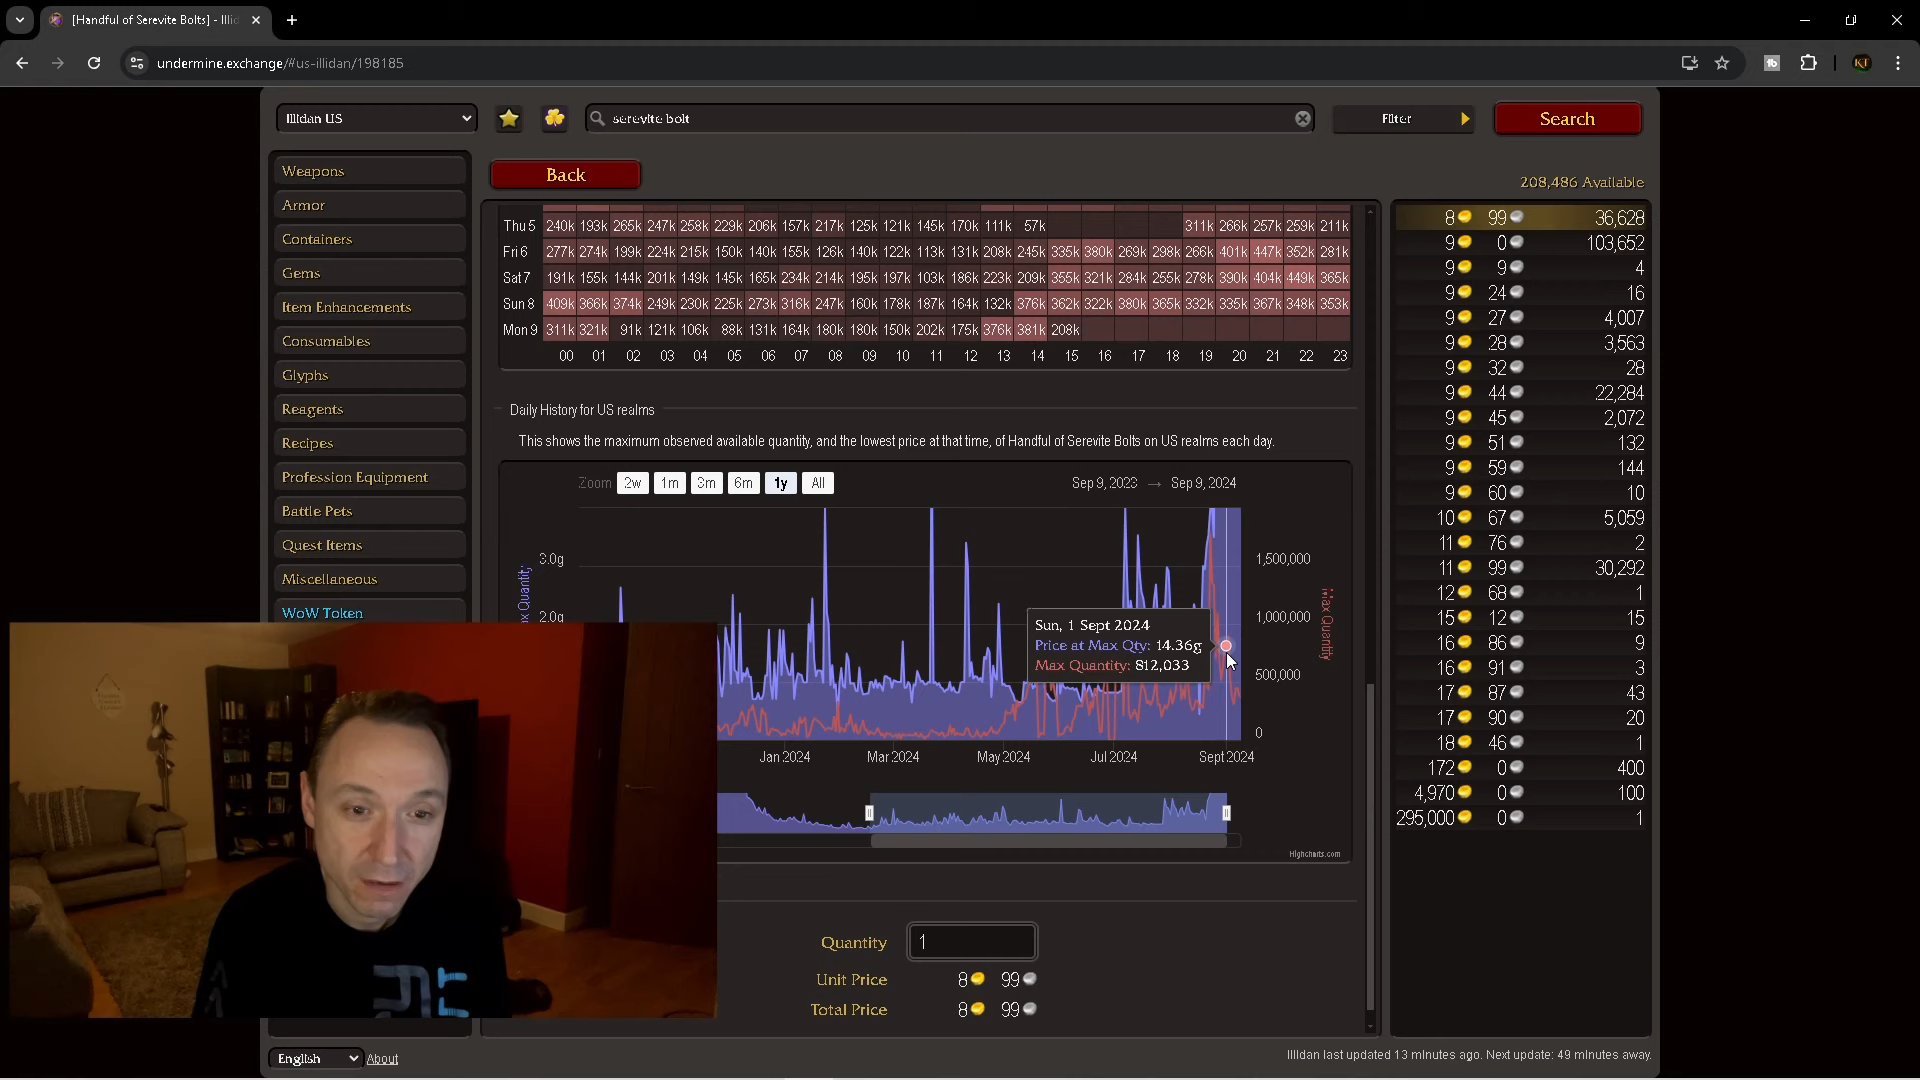 [Handful of Serevite Bolts] - Illid
undermine.exchange/#us-illidan/198185
Illidan US
serevite bolt
Filter
Search
Back
208,486 Available
Weapons
Armor
Containers
Gems
Item Enhancements
Consumables
Glyphs
Reagents
Recipes
Profession Equipment
Battle Pets
Quest Items
Miscellaneous
WoW Token
Thu 5 240k 193k 265k 247k 258k 229k 206k 157k 217k 125k 121k 145k 170k 111k 57k 311k 266k 257k 259k 211k
Fri 6 277k 274k 199k 224k 215k 150k 140k 155k 126k 140k 122k 113k 131k 208k 245k 335k 380k 269k 298k 266k 401k 447k 352k 281k
Sat 7 191k 155k 144k 201k 149k 145k 165k 234k 214k 195k 197k 103k 186k 223k 209k 355k 321k 284k 255k 278k 390k 404k 449k 365k
Sun 8 409k 366k 374k 249k 230k 225k 273k 316k 247k 160k 178k 187k 164k 132k 376k 362k 322k 380k 365k 332k 335k 367k 348k 353k
Mon 9 311k 321k 91k 121k 106k 88k 131k 164k 180k 180k 150k 202k 175k 376k 381k 208k
00 01 02 03 04 05 06 07 08 09 10 11 12 13 14 15 16 17 18 19 20 21 22 23
Daily History for US realms
This shows the maximum observed available quantity, and the lowest price at that time, of Handful of Serevite Bolts on US realms each day.
Zoom 2w 1m 3m 6m 1y All
Sep 9, 2023 → Sep 9, 2024
3.0g
2.0g
1,500,000
1,000,000
500,000
0
Max Quantity
Sun, 1 Sept 2024
Price at Max Qty: 14.36g
Max Quantity: 812,033
Jan 2024 Mar 2024 May 2024 Jul 2024 Sept 2024
Highcharts.com
Quantity 1
Unit Price 8 99
Total Price 8 99
8 99 36,628
9 0 103,652
9 9 4
9 24 16
9 27 4,007
9 28 3,563
9 32 28
9 44 22,284
9 45 2,072
9 51 132
9 59 144
9 60 10
10 67 5,059
11 76 2
11 99 30,292
12 68 1
15 12 15
16 86 9
16 91 3
17 87 43
17 90 20
18 46 1
172 0 400
4,970 0 100
295,000 0 1
English
About
Illidan last updated 13 minutes ago. Next update: 49 minutes away.